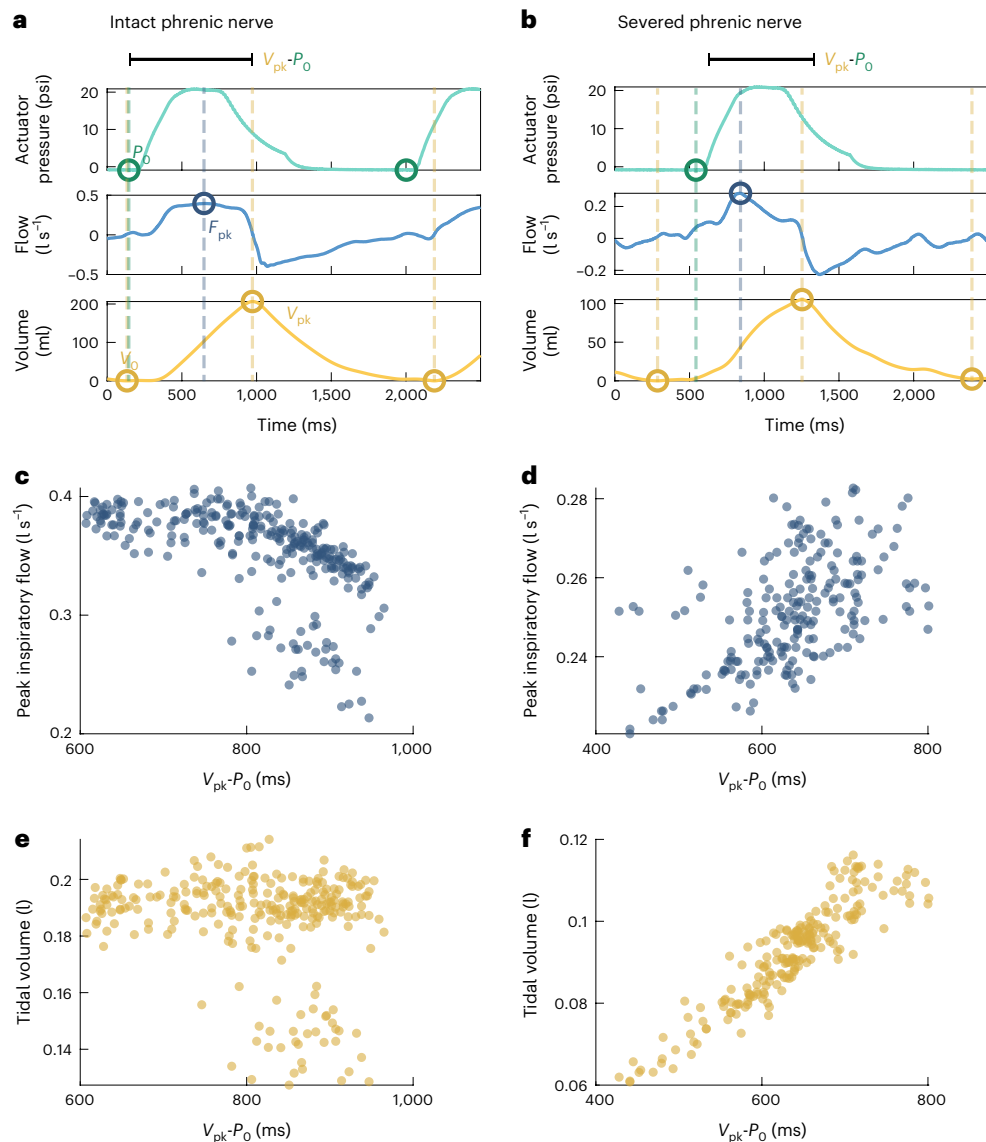 a Intact phrenic nerve
Vpk-P0
Actuator
pressure (psi)
20
10
0
P0
Flow
(l s−1)
0.5
0
−0.5
Fpk
Volume
(ml)
200
100
0
V0
Vpk
0 500 1,000 1,500 2,000
Time (ms)
b Severed phrenic nerve
Vpk-P0
Actuator
pressure (psi)
20
10
0
Flow
(l s−1)
0.2
0
−0.2
Volume
(ml)
100
50
0
0 500 1,000 1,500 2,000
Time (ms)
c
Peak inspiratory flow (l s−1)
0.4
0.3
0.2
600 800 1,000
Vpk-P0 (ms)
d
Peak inspiratory flow (l s−1)
0.28
0.26
0.24
400 600 800
Vpk-P0 (ms)
e
Tidal volume (l)
0.2
0.18
0.16
0.14
600 800 1,000
Vpk-P0 (ms)
f
Tidal volume (l)
0.12
0.1
0.08
0.06
400 600 800
Vpk-P0 (ms)